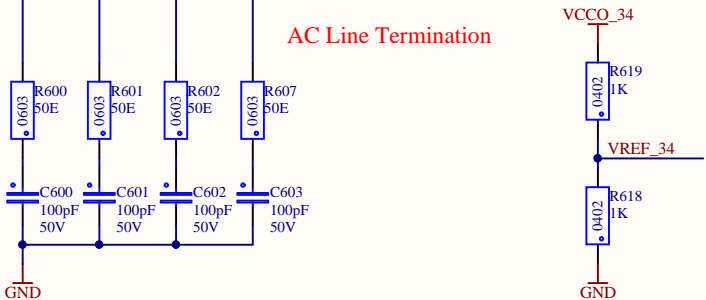 AC Line Termination
VCCO_34
R600
50E
0603
R601
50E
0603
R602
50E
0603
R607
50E
0603
R619
1K
0402
VREF_34
C600
100pF
50V
C601
100pF
50V
C602
100pF
50V
C603
100pF
50V
R618
1K
0402
GND
GND